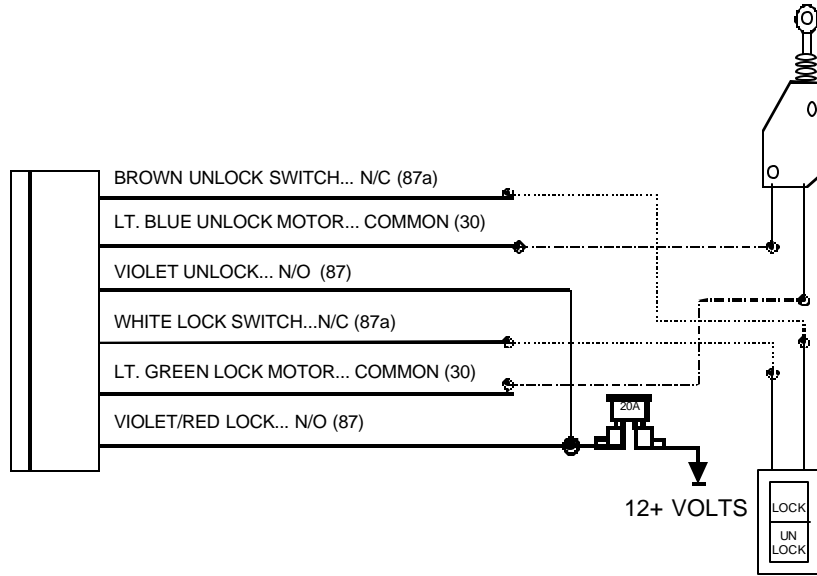 BROWN UNLOCK SWITCH... N/C (87a)
LT. BLUE UNLOCK MOTOR... COMMON (30)
VIOLET UNLOCK... N/O (87)
WHITE LOCK SWITCH...N/C (87a)
LT. GREEN LOCK MOTOR... COMMON (30)
VIOLET/RED LOCK... N/O (87)
20A
12+ VOLTS
LOCK
UN
LOCK